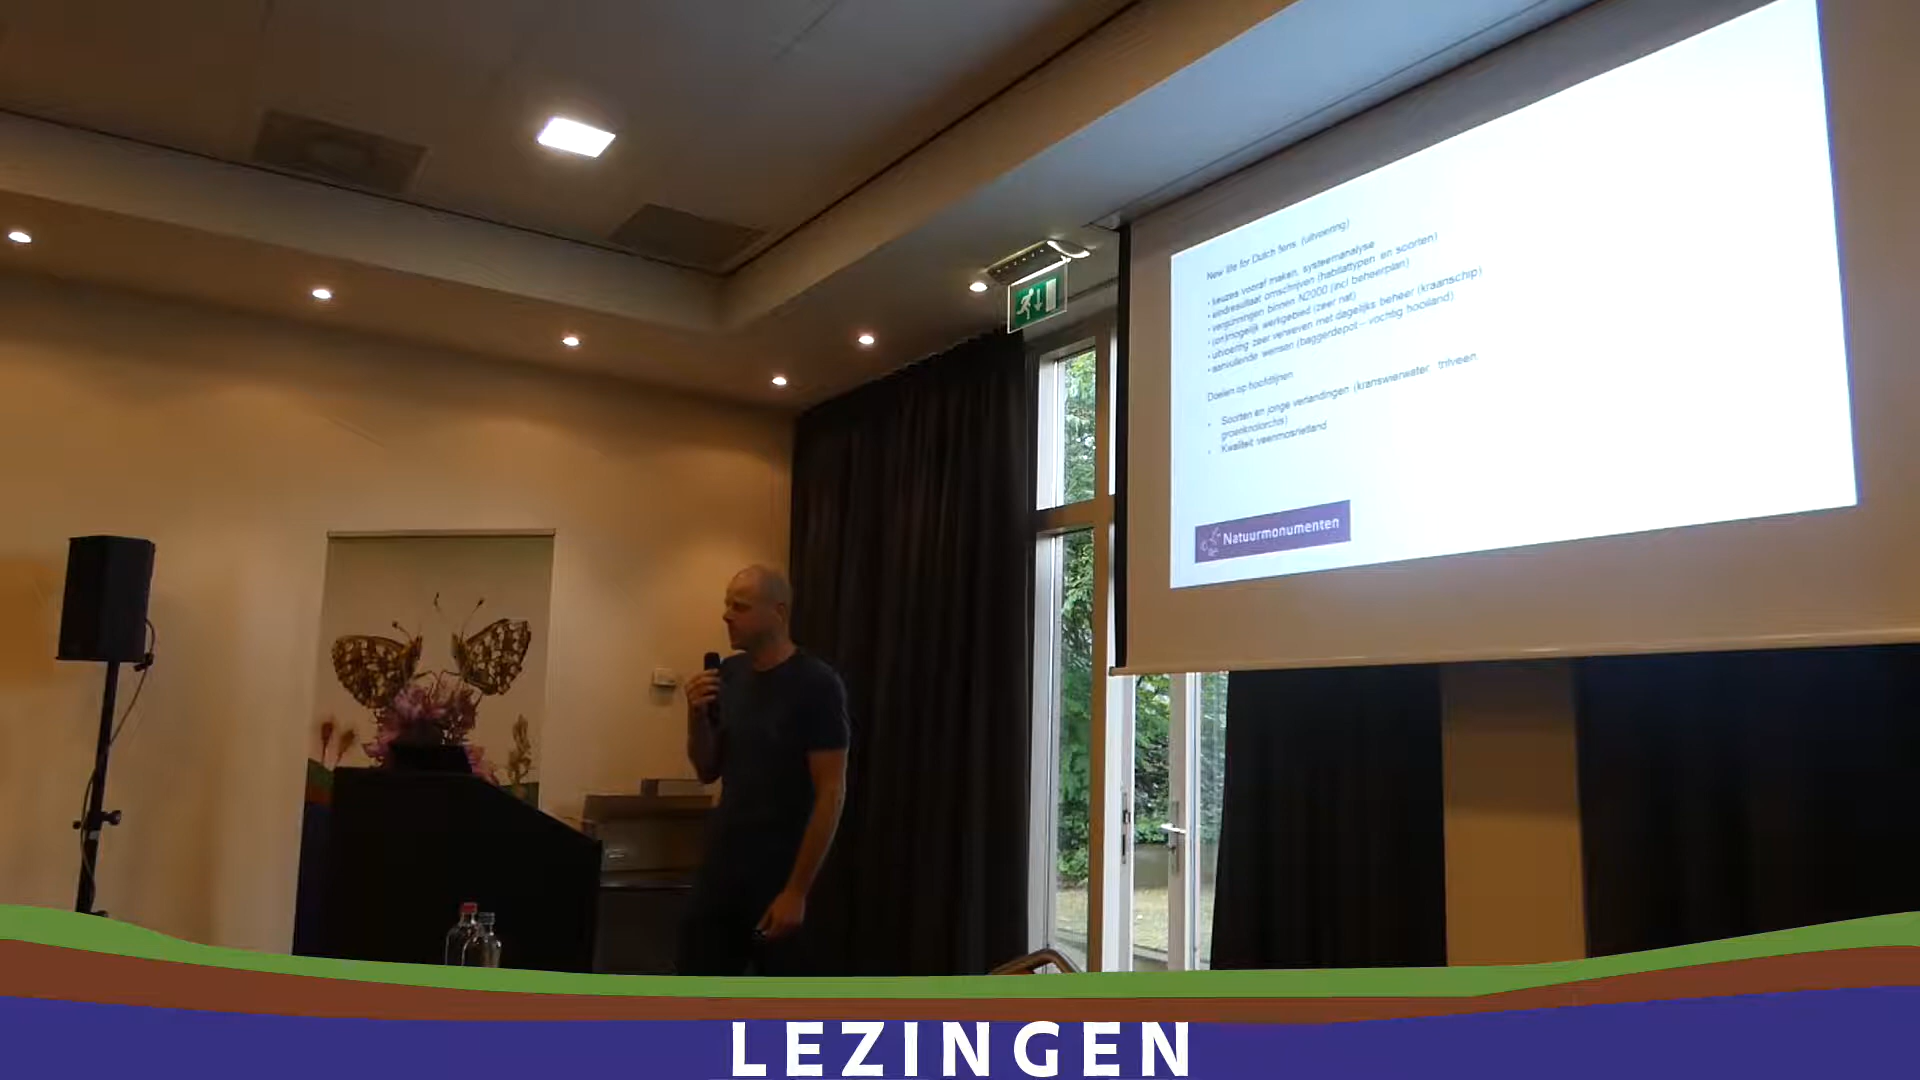 New life for Dutch fens (uitvoering)
• keuzes vooraf maken, systeemanalyse
• eindresultaat omschrijven (habitattypen en soorten)
• vergunningen binnen N2000 (incl beheerplan)
• (on)mogelijk werkgebied (zeer nat)
• uitvoering zeer verweven met dagelijks beheer (kraanschip)
• aanvullende wensen (baggerdepot – vochtig hooiland)
Doelen op hoofdlijnen
• Soorten en jonge verlandingen (kranswierwater, trilveen,
groenknolorchis)
• Kwaliteit veenmosrietland
Natuurmonumenten
LEZINGEN